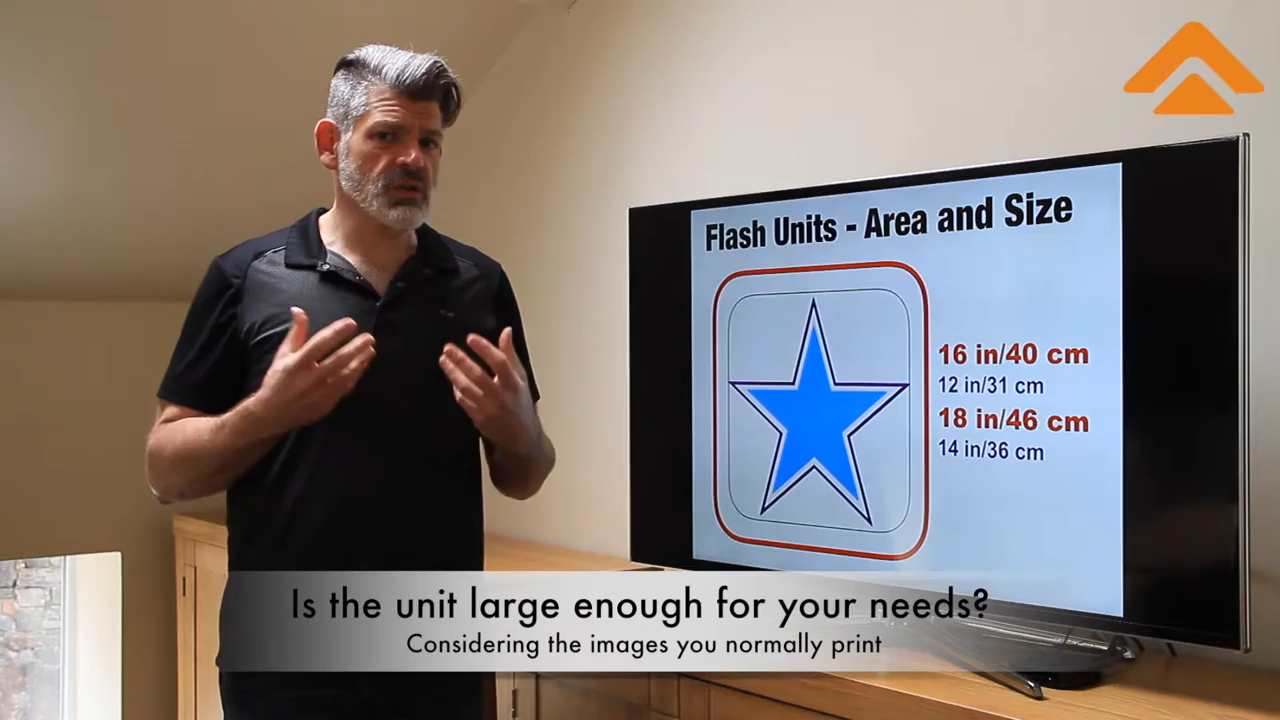 Flash Units - Area and Size
16 in/40 cm
12 in/31 cm
18 in/46 cm
14 in/36 cm
Is the unit large enough for your needs?
Considering the images you normally print